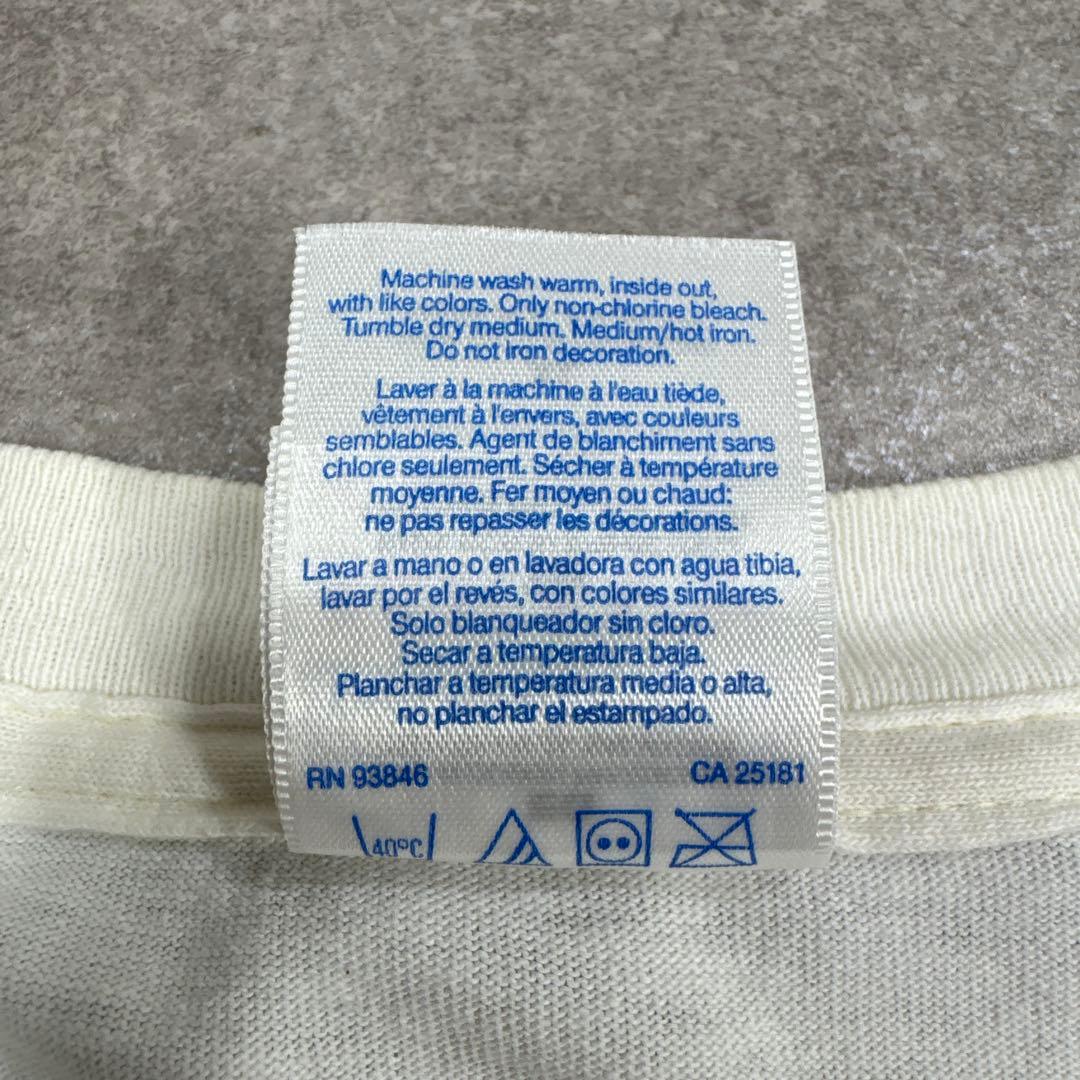 Machine wash warm, inside out,
with like colors. Only non-chlorine bleach.
Tumble dry medium. Medium/hot iron.
Do not iron decoration.
Laver à la machine à l'eau tiède,
vêtement à l'envers, avec couleurs
semblables. Agent de blanchiment sans
chlore seulement. Sécher à température
moyenne. Fer moyen ou chaud:
ne pas repasser les décorations.
Lavar a mano o en lavadora con agua tibia,
lavar por el revés, con colores similares.
Solo blanqueador sin cloro.
Secar a temperatura baja.
Planchar a temperatura media o alta,
no planchar el estampado.
RN 93846 CA 25181
40°C